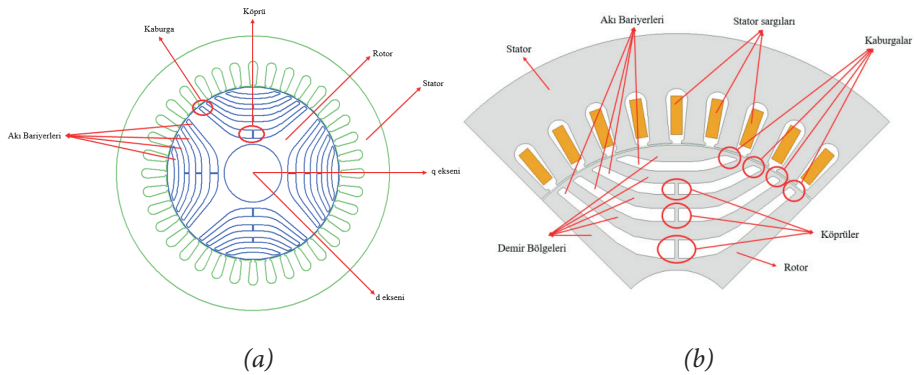 Köprü
Kaburga
Rotor
Stator
Akı Bariyerleri
q ekseni
d ekseni
(a)
Akı Bariyerleri
Stator sargıları
Kaburgalar
Stator
Demir Bölgeleri
Köprüler
Rotor
(b)